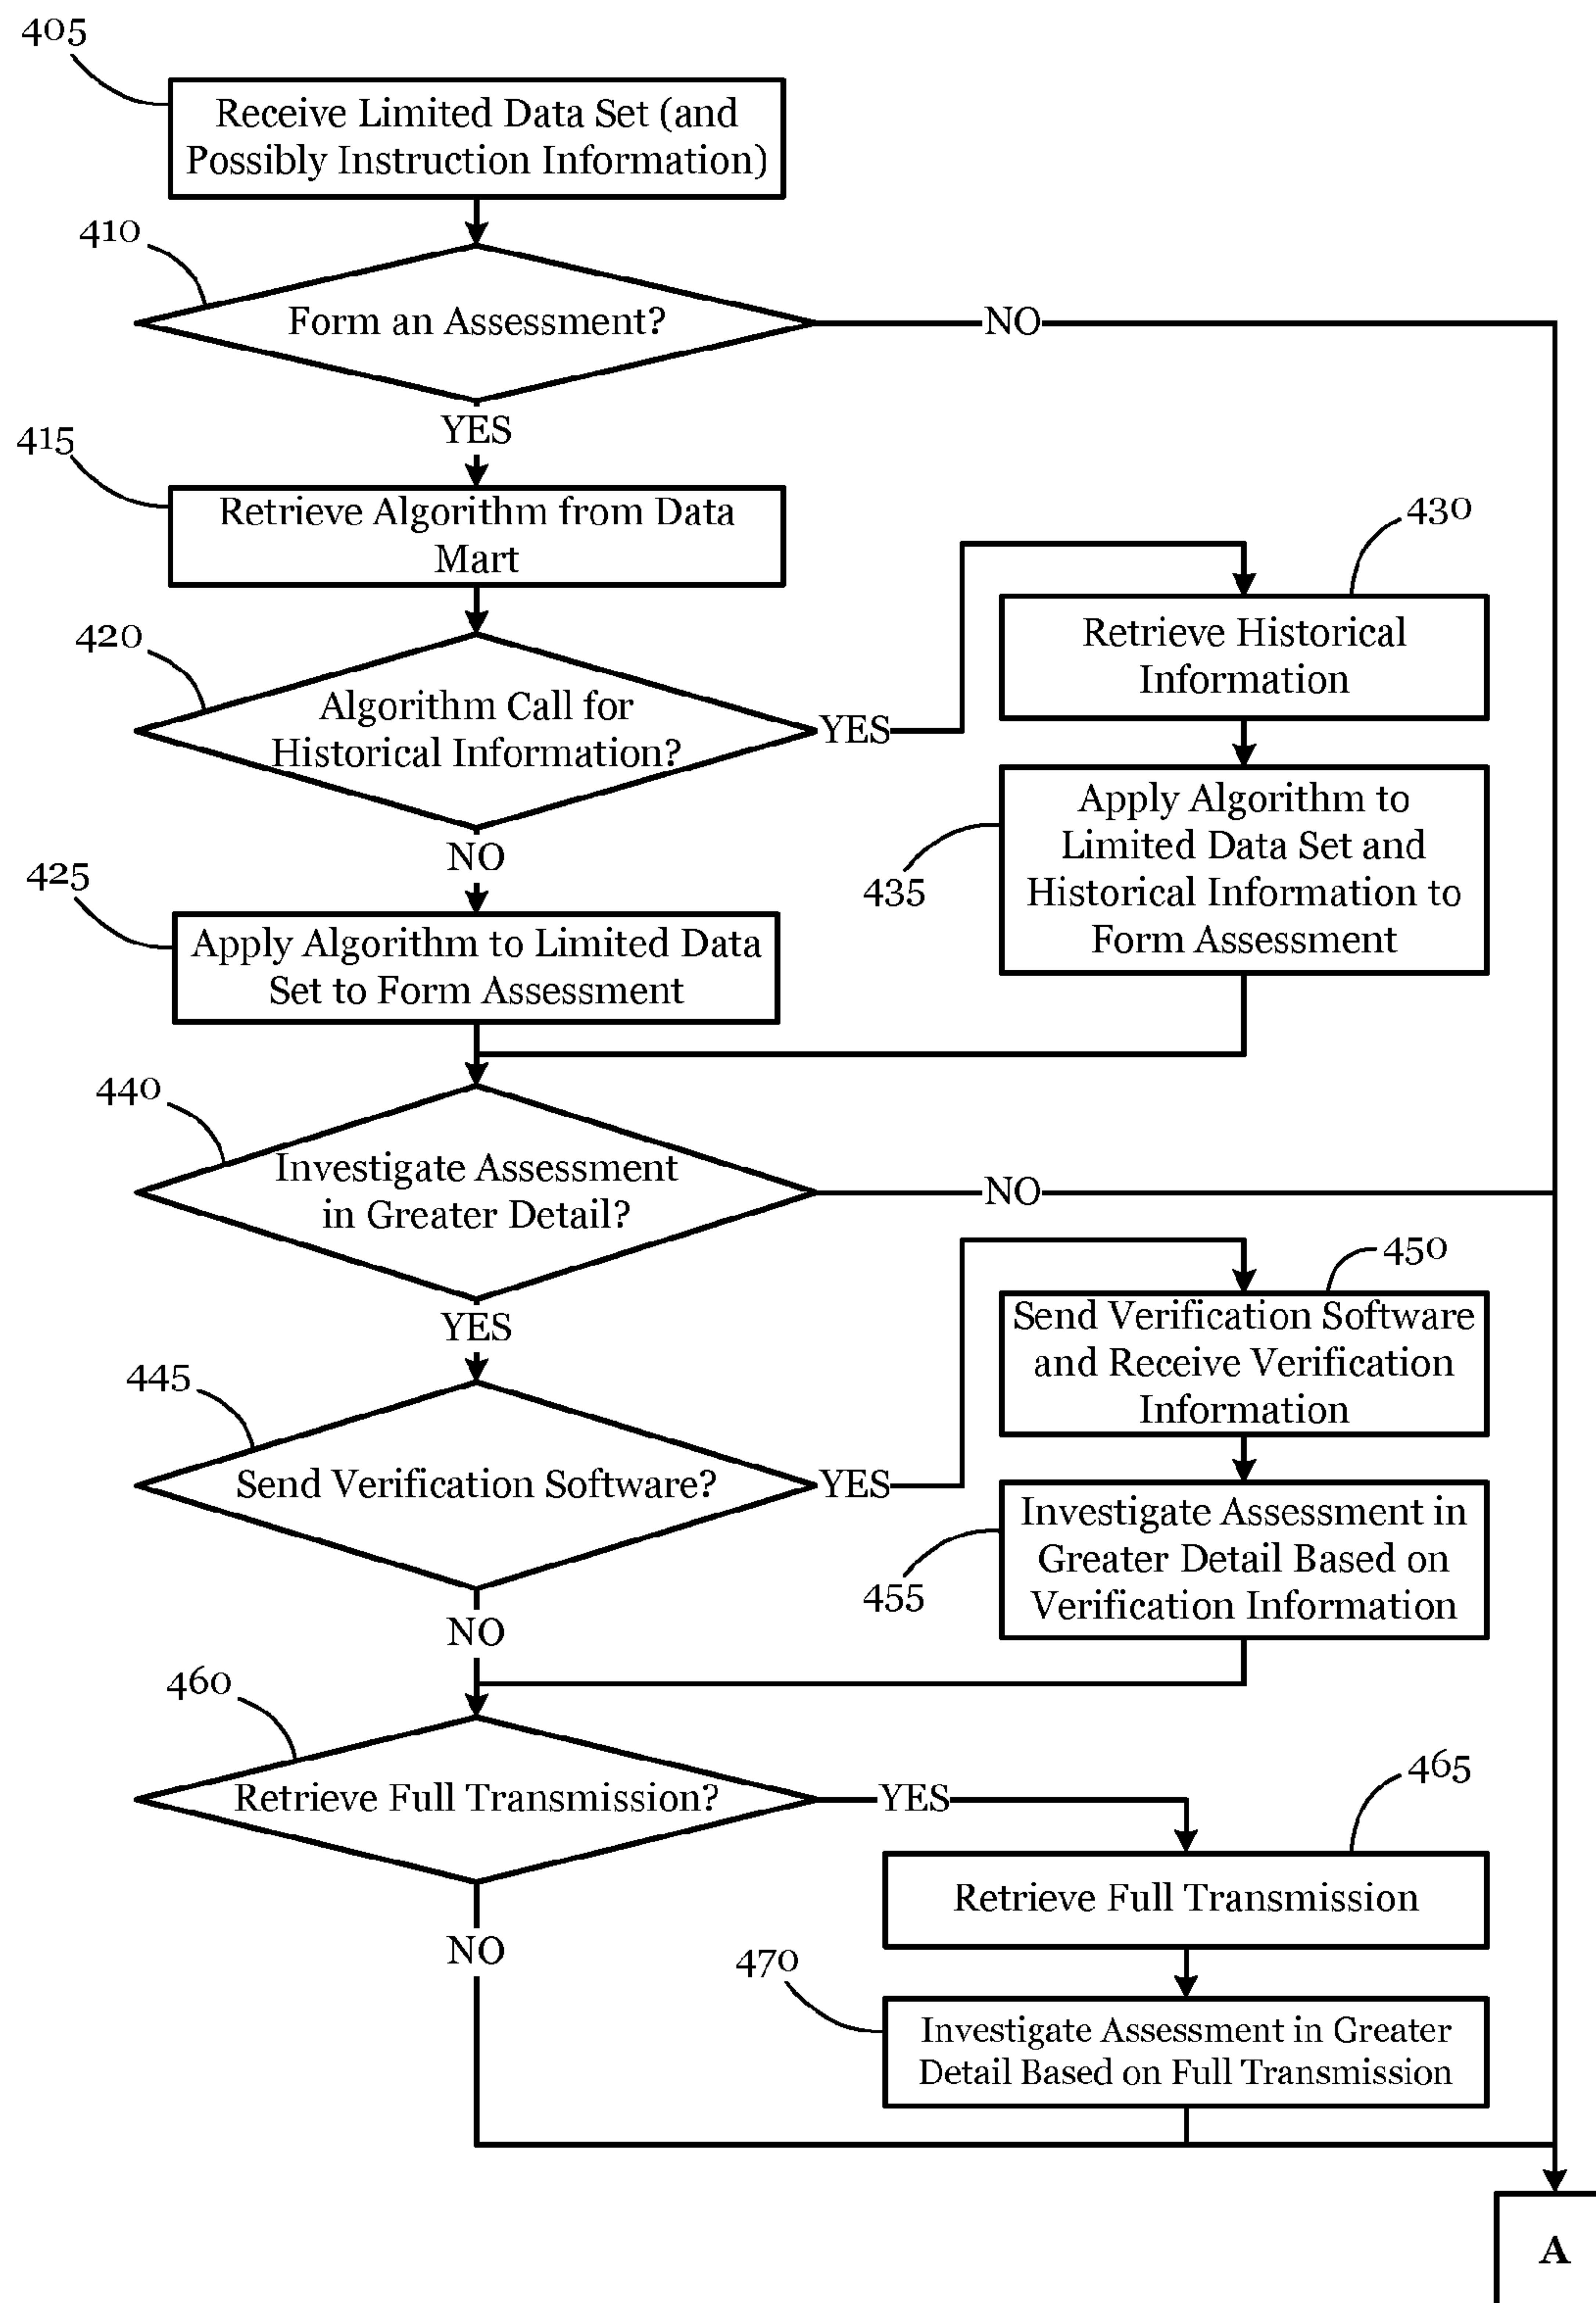 405
Receive Limited Data Set (and
Possibly Instruction Information)
410
Form an Assessment?
NO
YES
415
Retrieve Algorithm from Data
Mart
430
Retrieve Historical
Information
420
Algorithm Call for
Historical Information?
YES
Apply Algorithm to
Limited Data Set and
Historical Information to
Form Assessment
435
NO
425
Apply Algorithm to Limited Data
Set to Form Assessment
440
Investigate Assessment
in Greater Detail?
NO
YES
450
Send Verification Software
and Receive Verification
Information
445
Send Verification Software?
YES
Investigate Assessment in
Greater Detail Based on
Verification Information
455
NO
460
Retrieve Full Transmission?
YES
465
Retrieve Full Transmission
NO
470
Investigate Assessment in Greater
Detail Based on Full Transmission
A